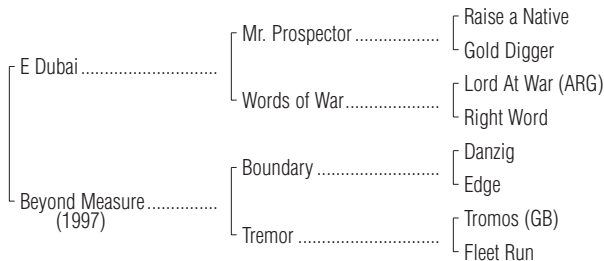 E Dubai
Beyond Measure
(1997)
Mr. Prospector
Words of War
Boundary
Tremor
Raise a Native
Gold Digger
Lord At War (ARG)
Right Word
Danzig
Edge
Tromos (GB)
Fleet Run